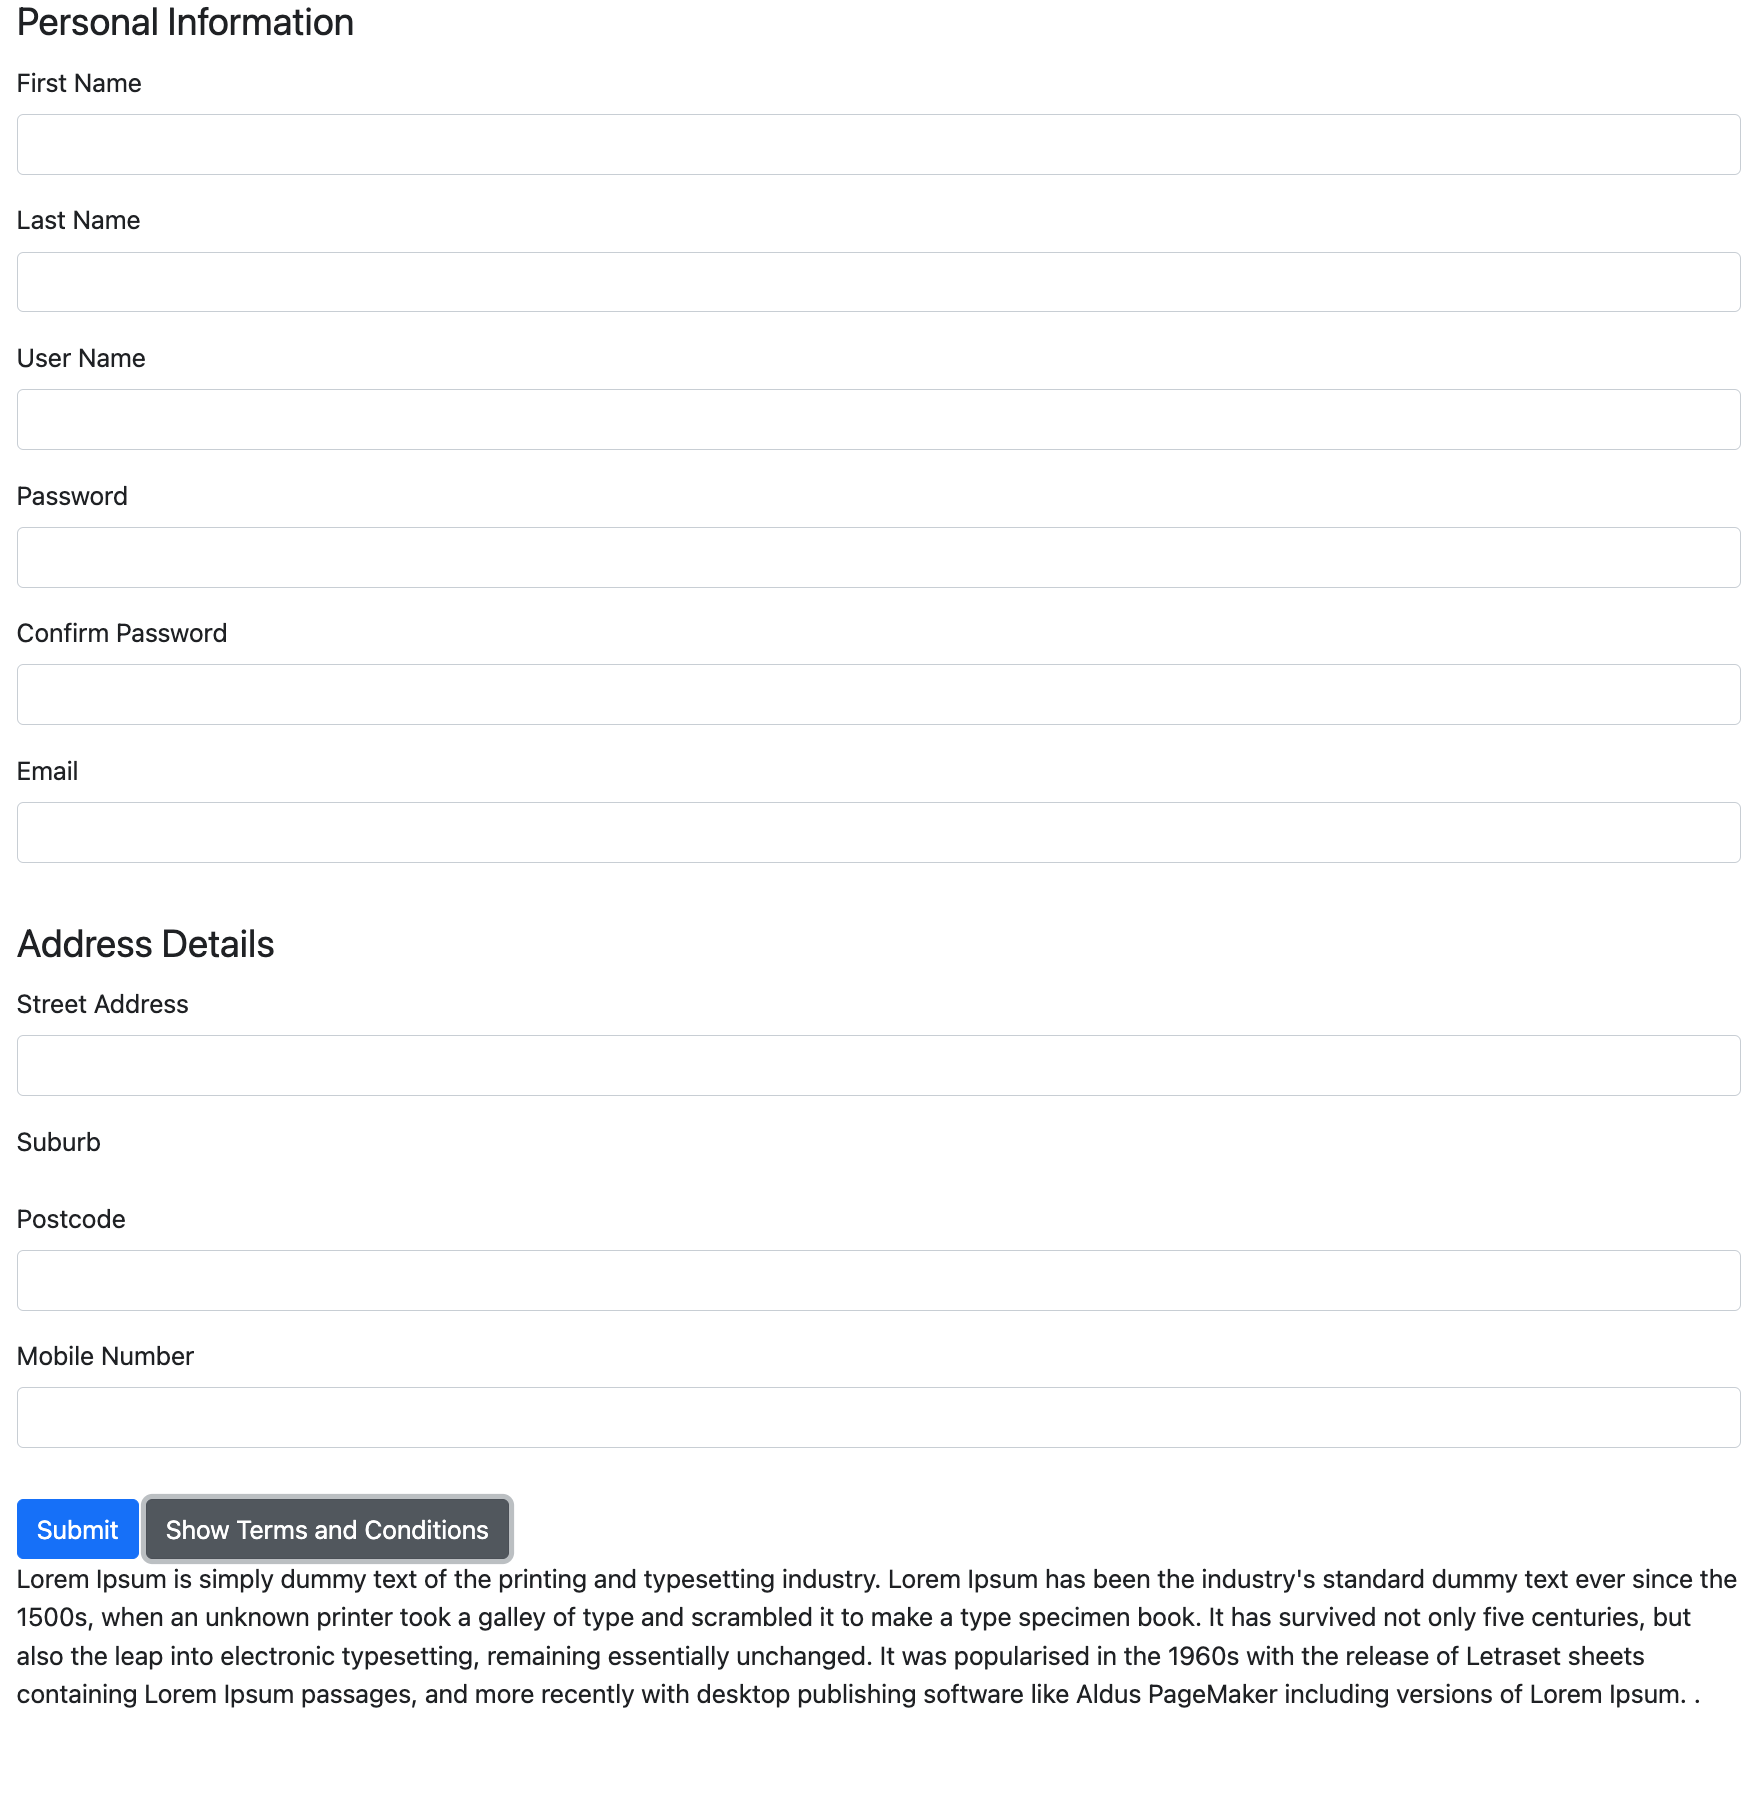 Personal Information
First Name
Last Name
User Name
Password
Confirm Password
Email
Address Details
Street Address
Suburb
Postcode
Mobile Number
Submit Show Terms and Conditions
Lorem Ipsum is simply dummy text of the printing and typesetting industry. Lorem Ipsum has been the industry's standard dummy text ever since the
1500s, when an unknown printer took a galley of type and scrambled it to make a type specimen book. It has survived not only five centuries, but
also the leap into electronic typesetting, remaining essentially unchanged. It was popularised in the 1960s with the release of Letraset sheets
containing Lorem Ipsum passages, and more recently with desktop publishing software like Aldus PageMaker including versions of Lorem Ipsum. .